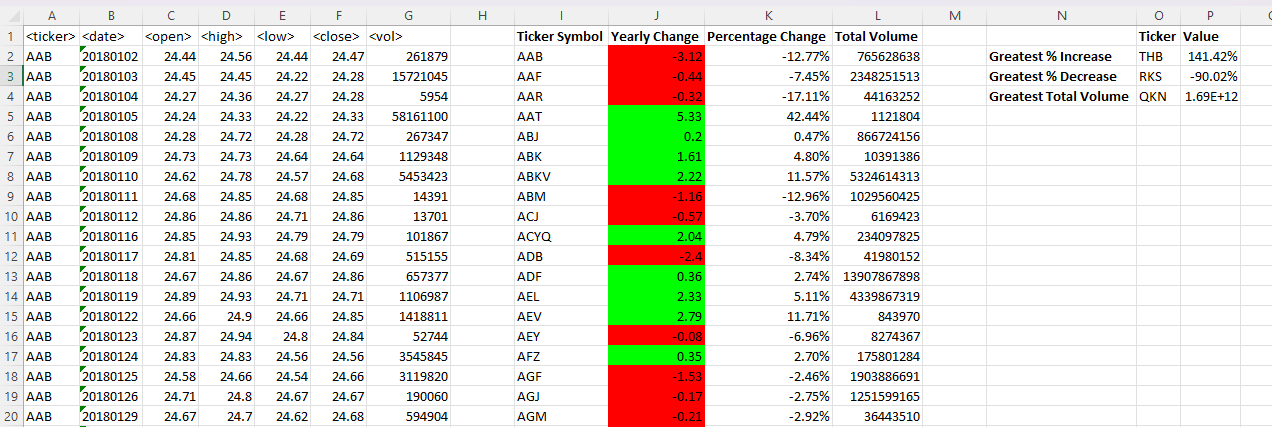 A B C D E F G H I J K L M N O P
1 <ticker> <date> <open> <high> <low> <close> <vol> Ticker Symbol Yearly Change Percentage Change Total Volume Ticker Value
2 AAB 20180102 24.44 24.56 24.44 24.47 261879 AAB -3.12 -12.77% 765628638 Greatest % Increase THB 141.42%
3 AAB 20180103 24.45 24.45 24.22 24.28 15721045 AAF -0.44 -7.45% 2348251513 Greatest % Decrease RKS -90.02%
4 AAB 20180104 24.27 24.36 24.27 24.28 5954 AAR -0.32 -17.11% 44163252 Greatest Total Volume QKN 1.69E+12
5 AAB 20180105 24.24 24.33 24.22 24.33 58161100 AAT 5.33 42.44% 1121804
6 AAB 20180108 24.28 24.28 24.22 24.72 267347 ABJ 0.2 0.47% 866724156
7 AAB 20180109 24.73 24.73 24.64 24.64 1129348 ABK 1.61 4.80% 10391386
8 AAB 20180110 24.62 24.78 24.57 24.68 5453423 ABKV 2.22 11.57% 5324614313
9 AAB 20180111 24.68 24.85 24.68 24.85 14391 ABM -1.16 -12.96% 1029560425
10 AAB 20180112 24.86 24.86 24.71 24.86 13701 ACJ -0.57 -3.70% 6169423
11 AAB 20180116 24.85 24.93 24.79 24.79 101867 ACYQ 2.04 4.79% 234097825
12 AAB 20180117 24.81 24.85 24.68 24.69 515155 ADB -2.4 -8.34% 41980152
13 AAB 20180118 24.67 24.86 24.67 24.86 657377 ADF 0.36 2.74% 13907867898
14 AAB 20180119 24.89 24.93 24.71 24.71 1106987 AEL 2.33 5.11% 4339867319
15 AAB 20180122 24.66 24.9 24.66 24.85 1418811 AEV 2.79 11.71% 843970
16 AAB 20180123 24.87 24.94 24.8 24.84 52744 AEY -0.08 -6.96% 8274367
17 AAB 20180124 24.83 24.83 24.56 24.56 3545845 AFZ 0.35 2.70% 175801284
18 AAB 20180125 24.58 24.66 24.54 24.66 3119820 AGF -1.53 -2.46% 1903886691
19 AAB 20180126 24.71 24.8 24.67 24.67 190060 AGJ -0.17 -2.75% 1251599165
20 AAB 20180129 24.67 24.7 24.62 24.68 594904 AGM -0.21 -2.92% 36443510